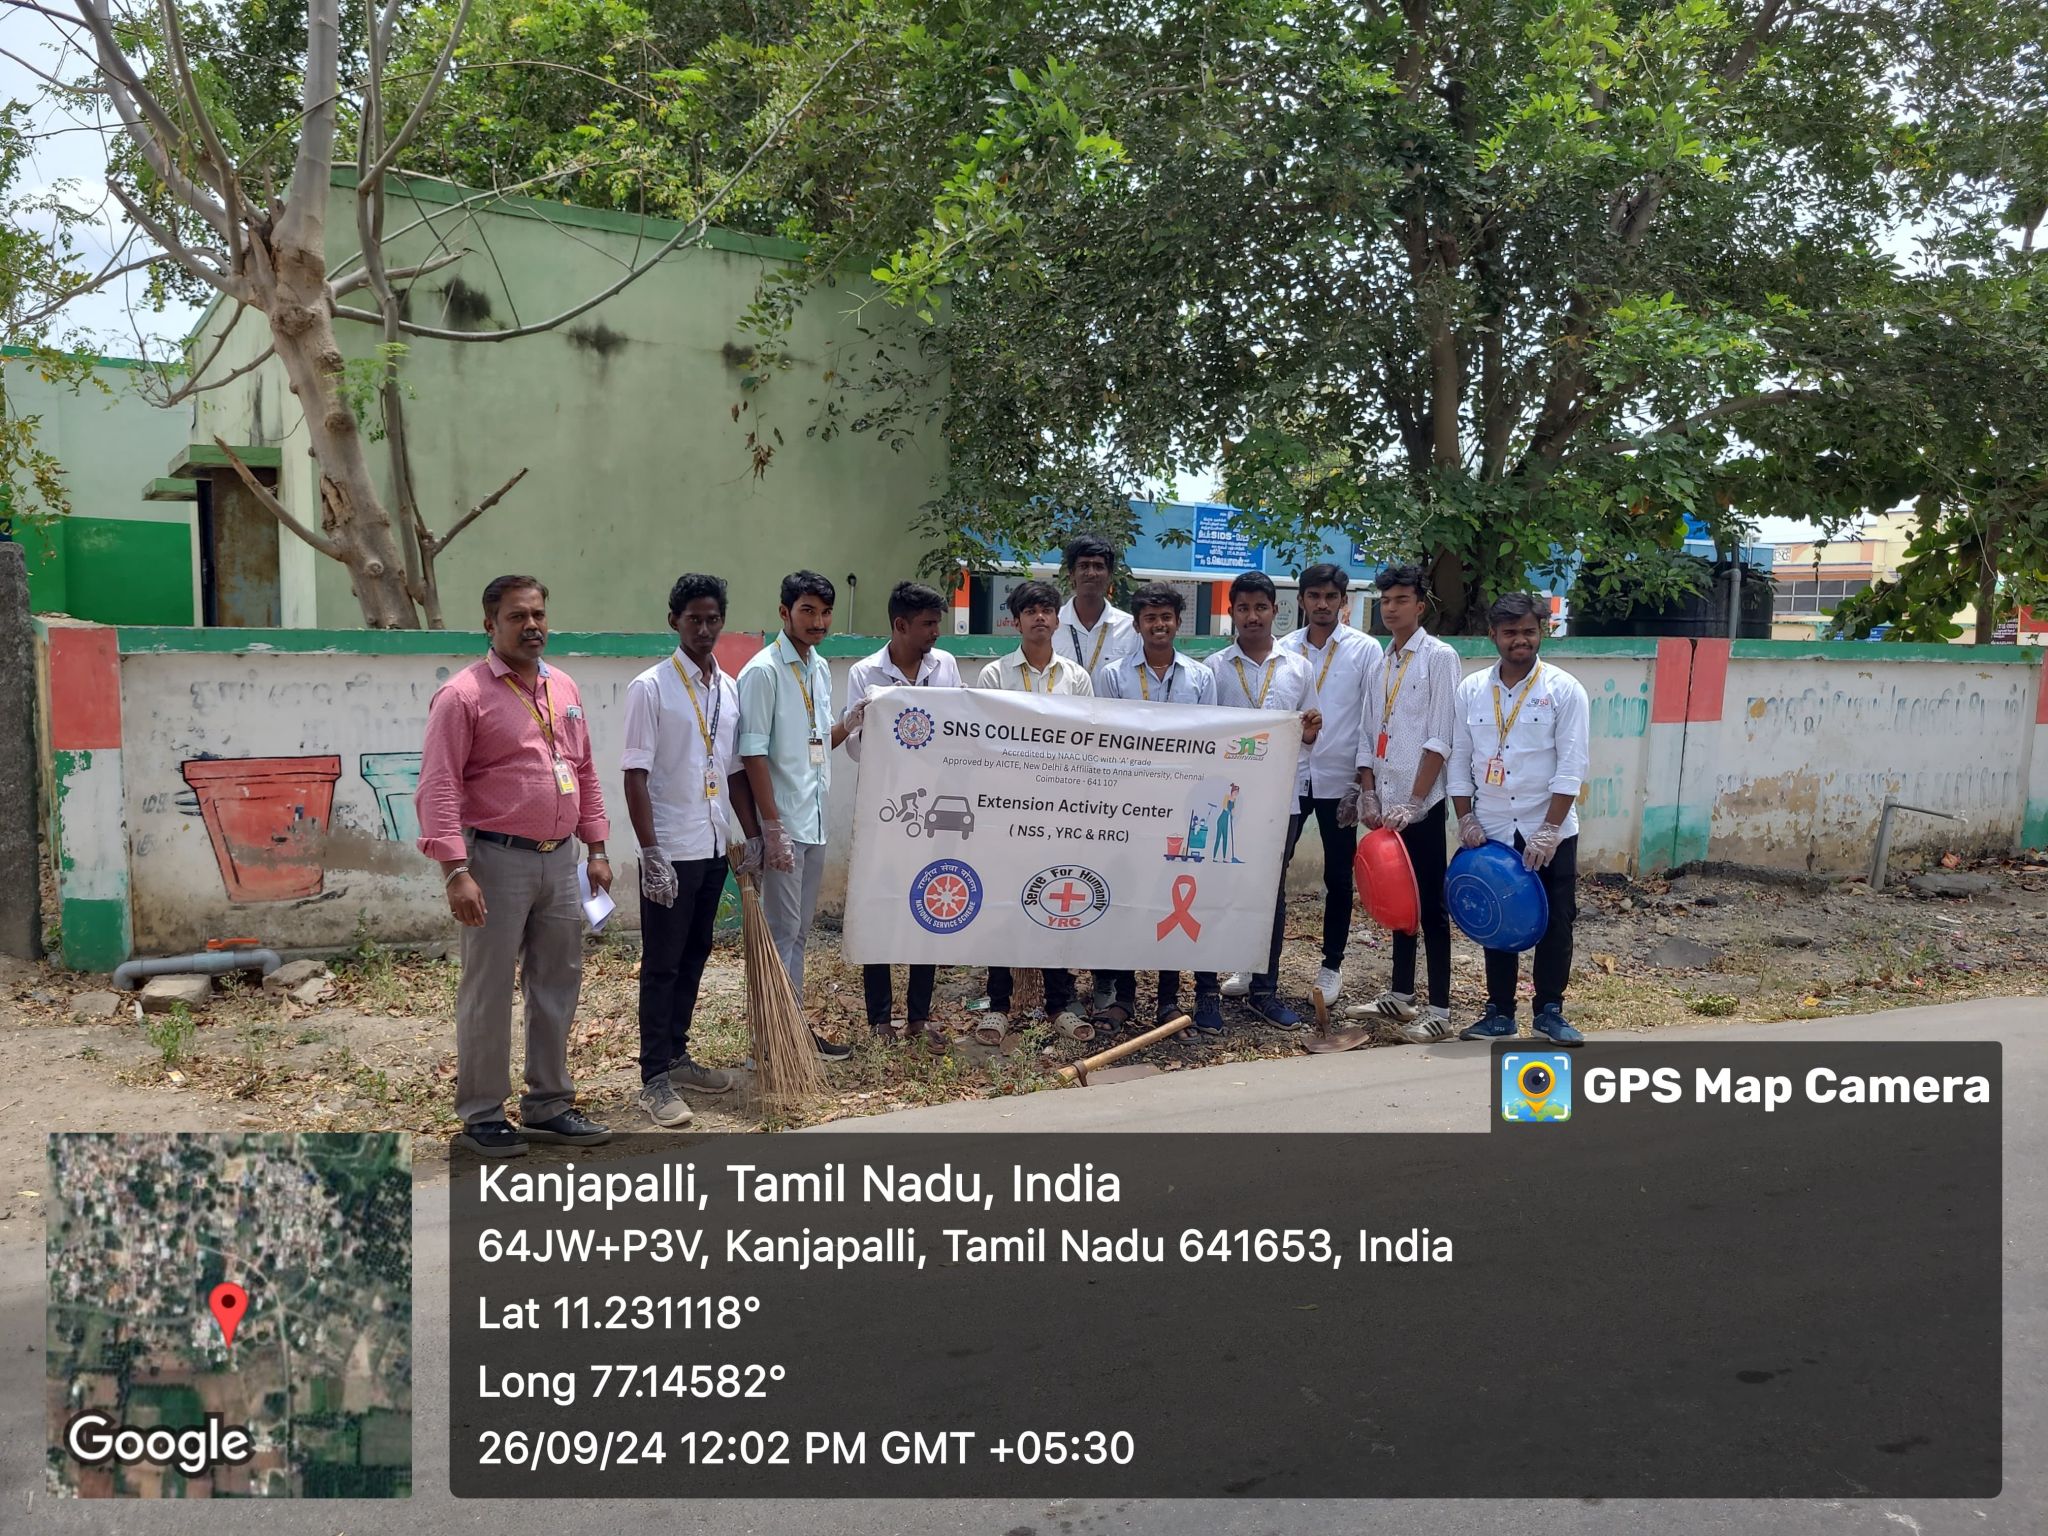 SNS COLLEGE OF ENGINEERING
SNS
Accredited by NAAC UGC with 'A' grade
Approved by AICTE, New Delhi & Affiliate to Anna university, Chennai
Coimbatore - 641 107
Extension Activity Center
( NSS , YRC & RRC)
राष्ट्रीय सेवा योजना
NATIONAL SERVICE SCHEME
Serve For Humanity
YRC
GPS Map Camera
Kanjapalli, Tamil Nadu, India
64JW+P3V, Kanjapalli, Tamil Nadu 641653, India
Lat 11.231118°
Long 77.14582°
26/09/24 12:02 PM GMT +05:30
Google